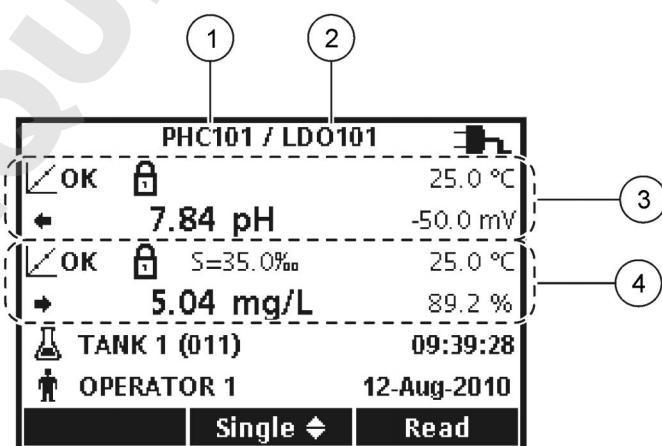 1 2
PHC101 / LDO101
OK 25.0 °C
7.84 pH -50.0 mV
3
OK S=35.0‰ 25.0 °C
5.04 mg/L 89.2 %
4
TANK 1 (011) 09:39:28
OPERATOR 1 12-Aug-2010
Single Read